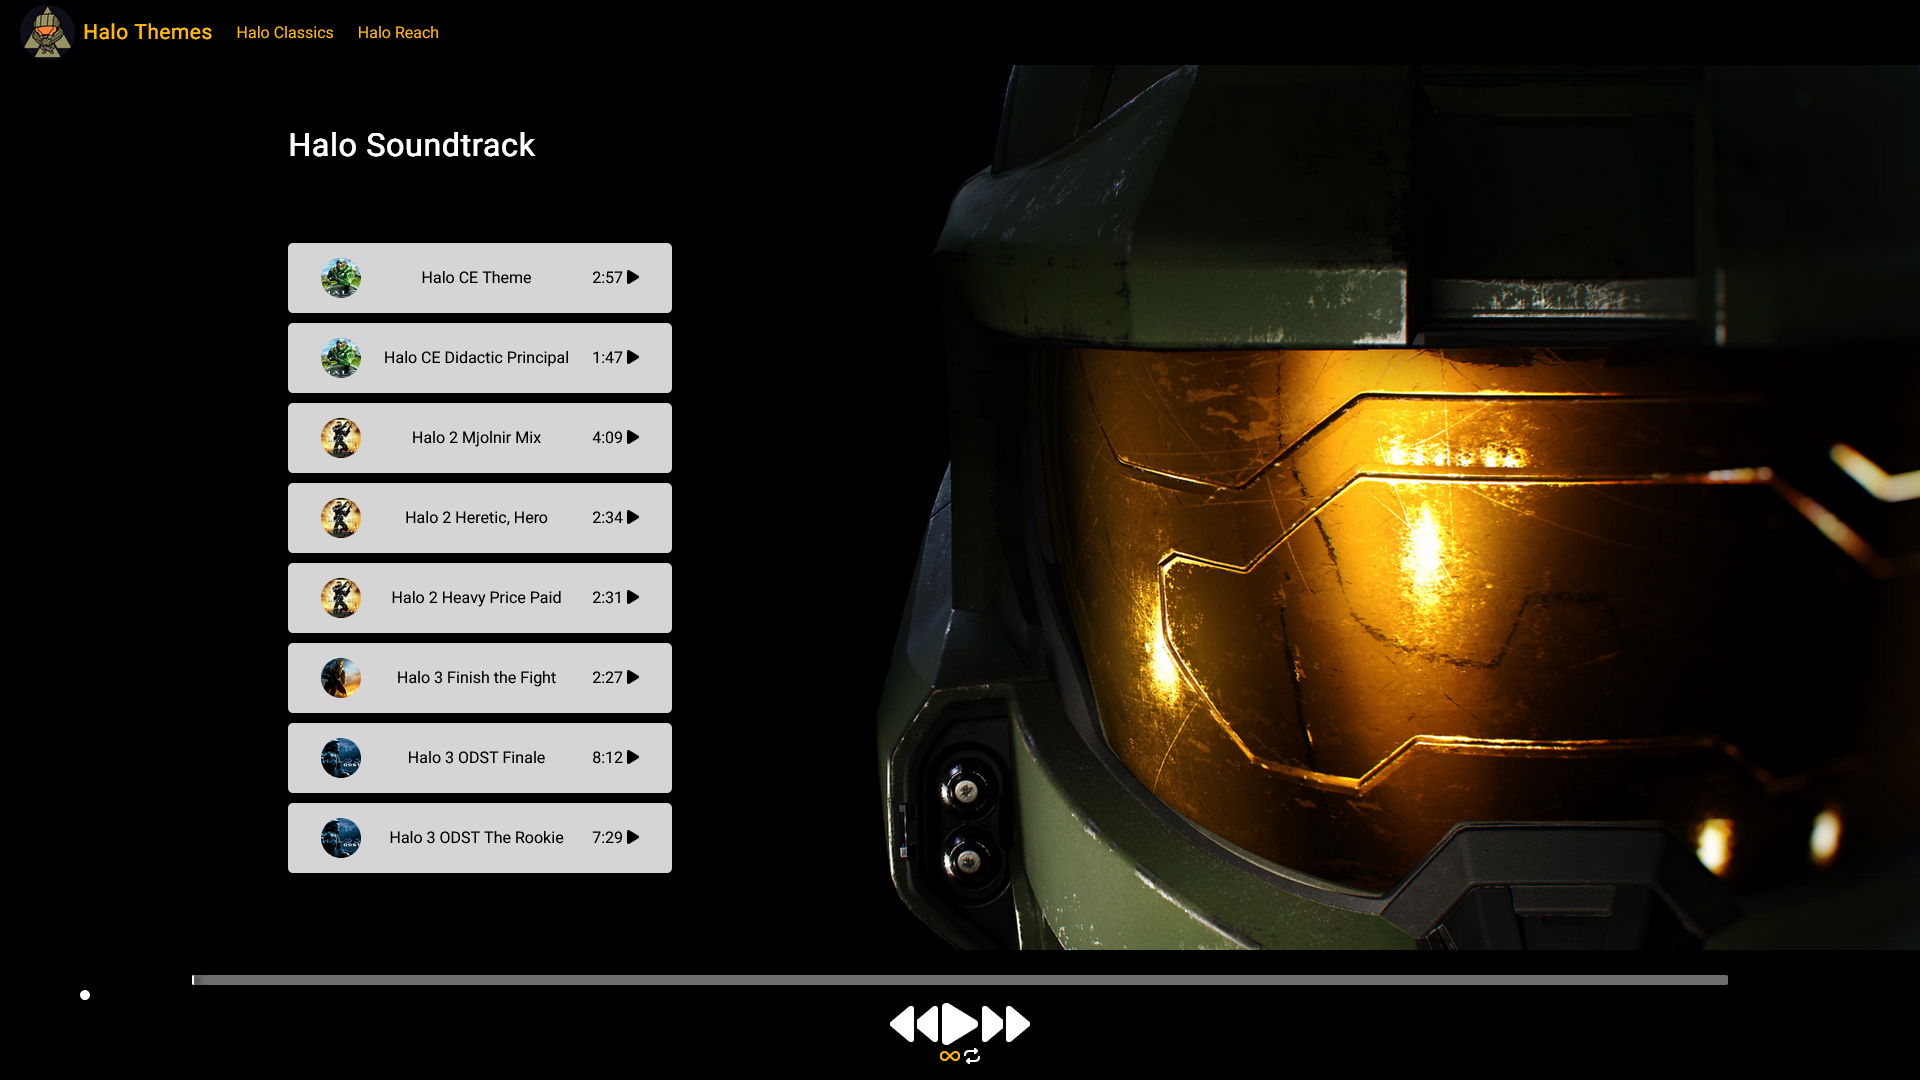 Halo Themes Halo Classics Halo Reach
Halo Soundtrack
Halo CE Theme 2:57
Halo CE Didactic Principal 1:47
Halo 2 Mjolnir Mix 4:09
Halo 2 Heretic, Hero 2:34
Halo 2 Heavy Price Paid 2:31
Halo 3 Finish the Fight 2:27
Halo 3 ODST Finale 8:12
Halo 3 ODST The Rookie 7:29